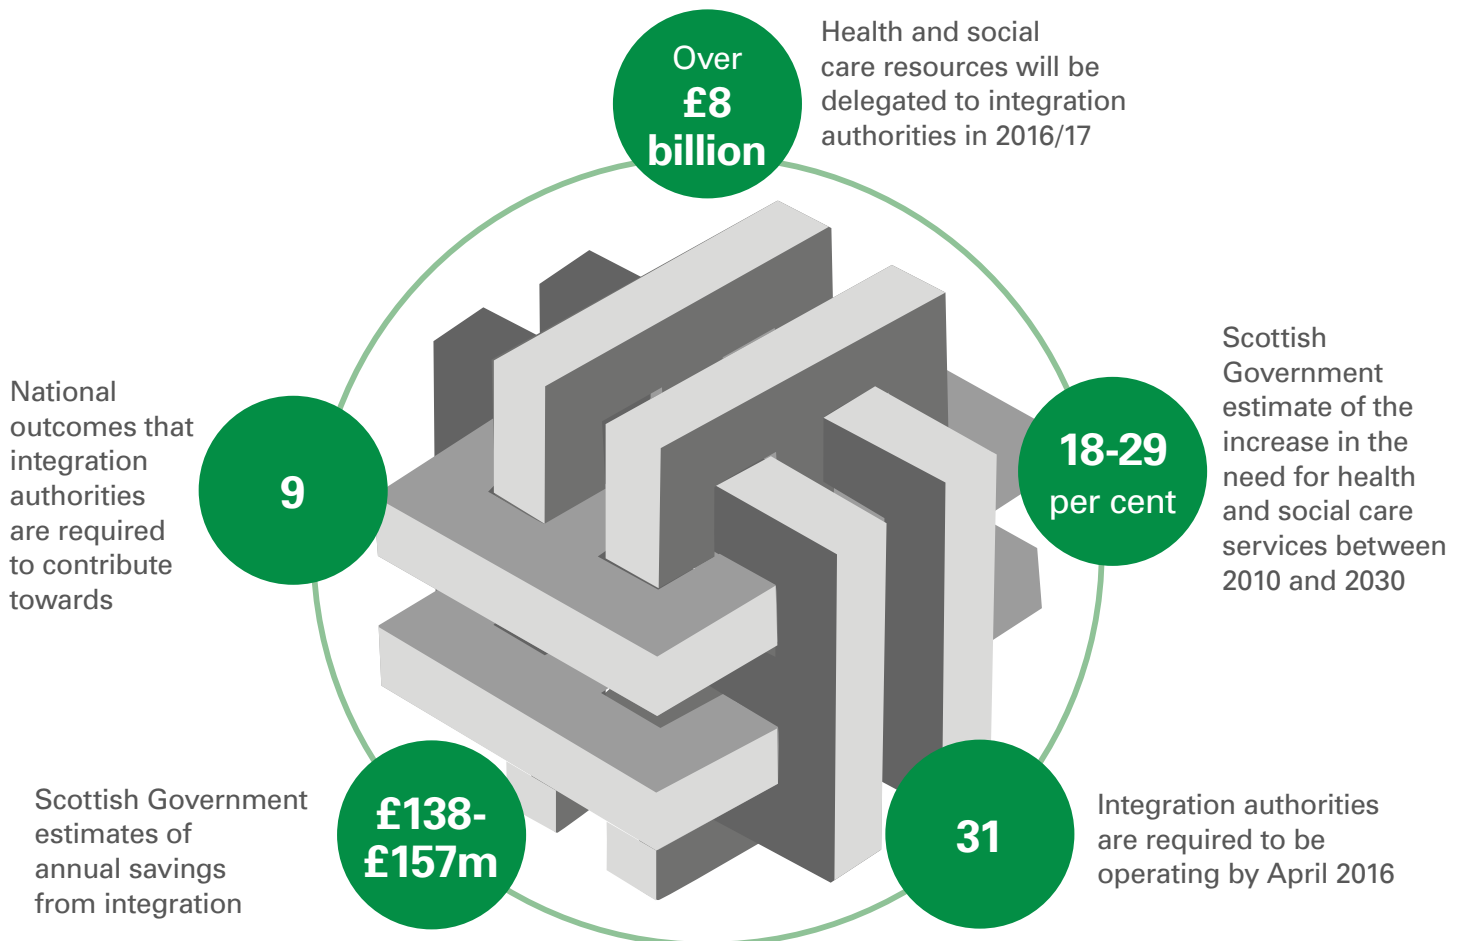 Over
£8
billion
Health and social
care resources will be
delegated to integration
authorities in 2016/17
18-29
per cent
Scottish
Government
estimate of the
increase in the
need for health
and social care
services between
2010 and 2030
31
Integration authorities
are required to be
operating by April 2016
£138-
£157m
Scottish Government
estimates of
annual savings
from integration
9
National
outcomes that
integration
authorities
are required
to contribute
towards